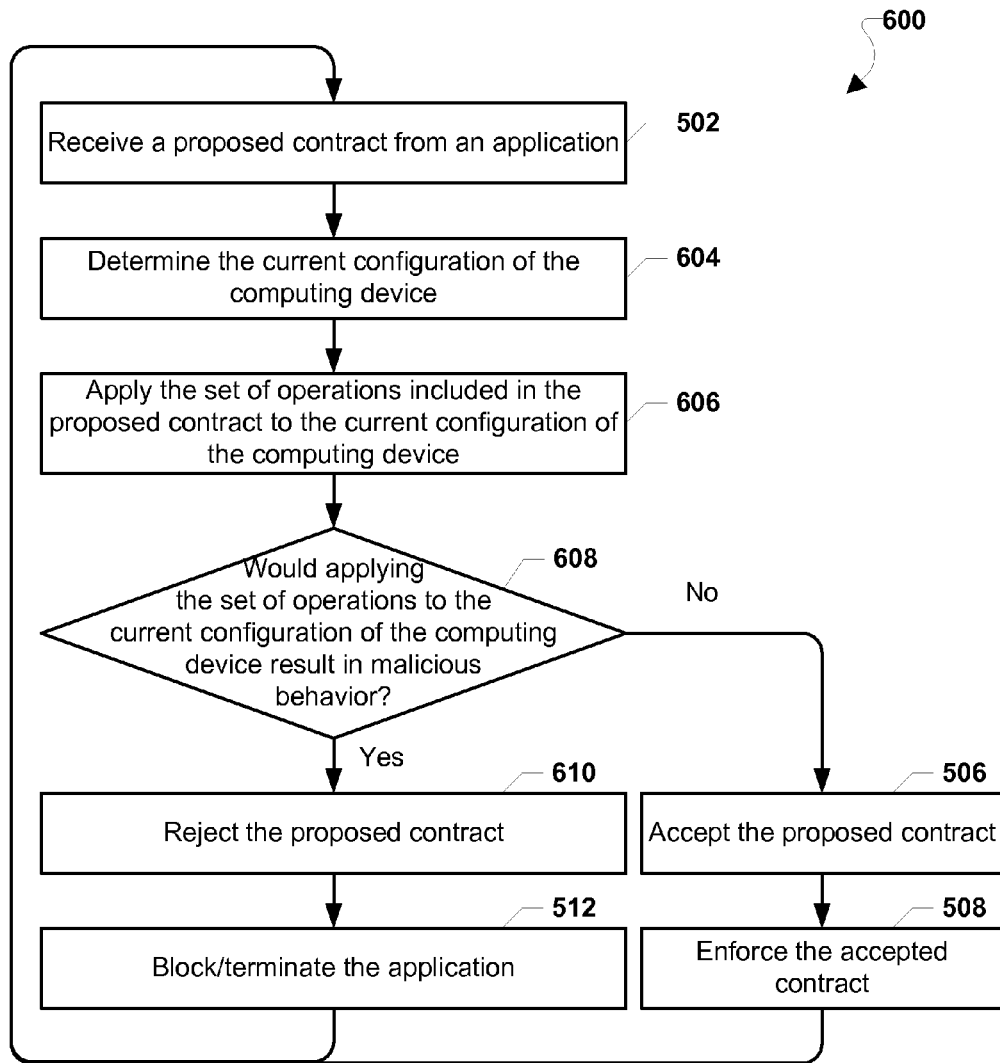 600
Receive a proposed contract from an application
502
Determine the current configuration of the
computing device
604
Apply the set of operations included in the
proposed contract to the current configuration of
the computing device
606
Would applying
the set of operations to the
current configuration of the computing
device result in malicious
behavior?
608
No
Yes
610
Reject the proposed contract
506
Accept the proposed contract
512
Block/terminate the application
508
Enforce the accepted
contract